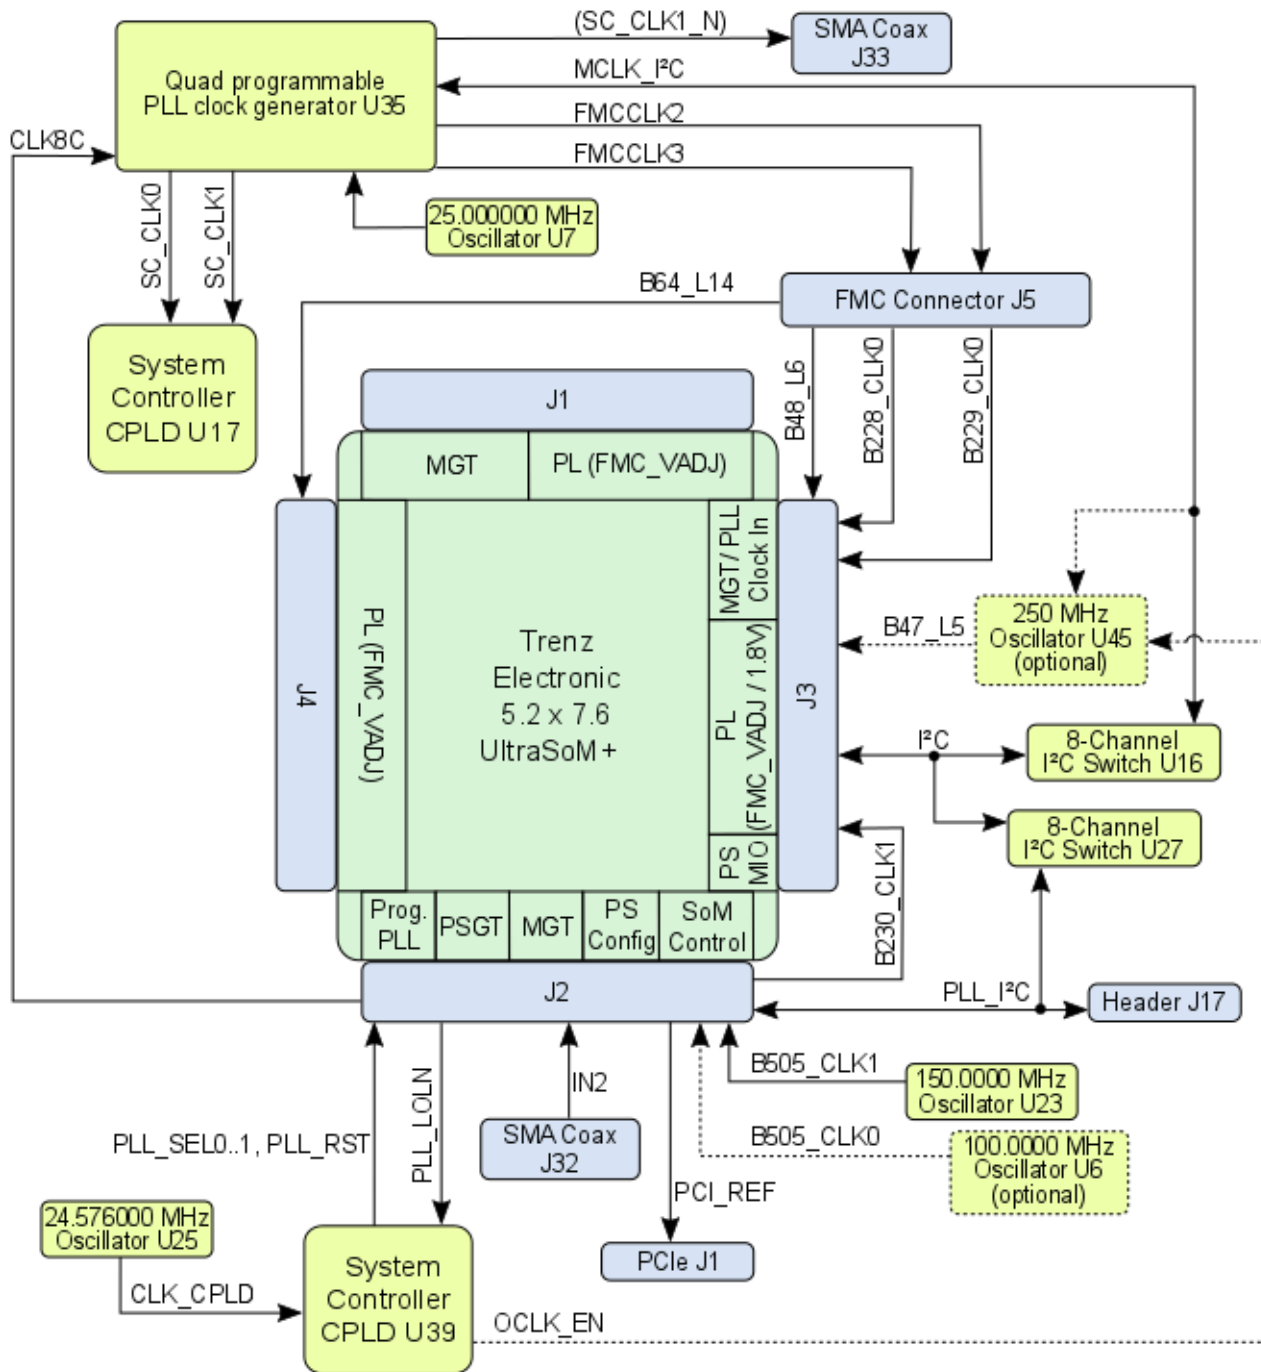 (SC_CLK1_N)
SMA Coax
J33
Quad programmable
PLL clock generator U35
MCLK_I²C
FMCCLK2
CLK8C
FMCCLK3
SC_CLK0
SC_CLK1
25.000000 MHz
Oscillator U7
B64_L14
FMC Connector J5
System
Controller
CPLD U17
B48_L6
B228_CLK0
B229_CLK0
J1
MGT
PL (FMC_VADJ)
MGT / PLL
Clock In
J4
PL (FMC_VADJ)
Trenz
Electronic
5.2 x 7.6
UltraSoM+
PL
(FMC_VADJ / 1.8V)
J3
B47_L5
250 MHz
Oscillator U45
(optional)
I²C
8-Channel
I²C Switch U16
8-Channel
I²C Switch U27
PS
MIO
B230_CLK1
Prog.
PLL
PSGT
MGT
PS
Config
SoM
Control
J2
PLL_I²C
Header J17
B505_CLK1
150.0000 MHz
Oscillator U23
IN2
PLL_LOLN
PLL_SEL0..1, PLL_RST
SMA Coax
J32
B505_CLK0
100.0000 MHz
Oscillator U6
(optional)
PCI_REF
24.576000 MHz
Oscillator U25
PCIe J1
CLK_CPLD
System
Controller
CPLD U39
OCLK_EN